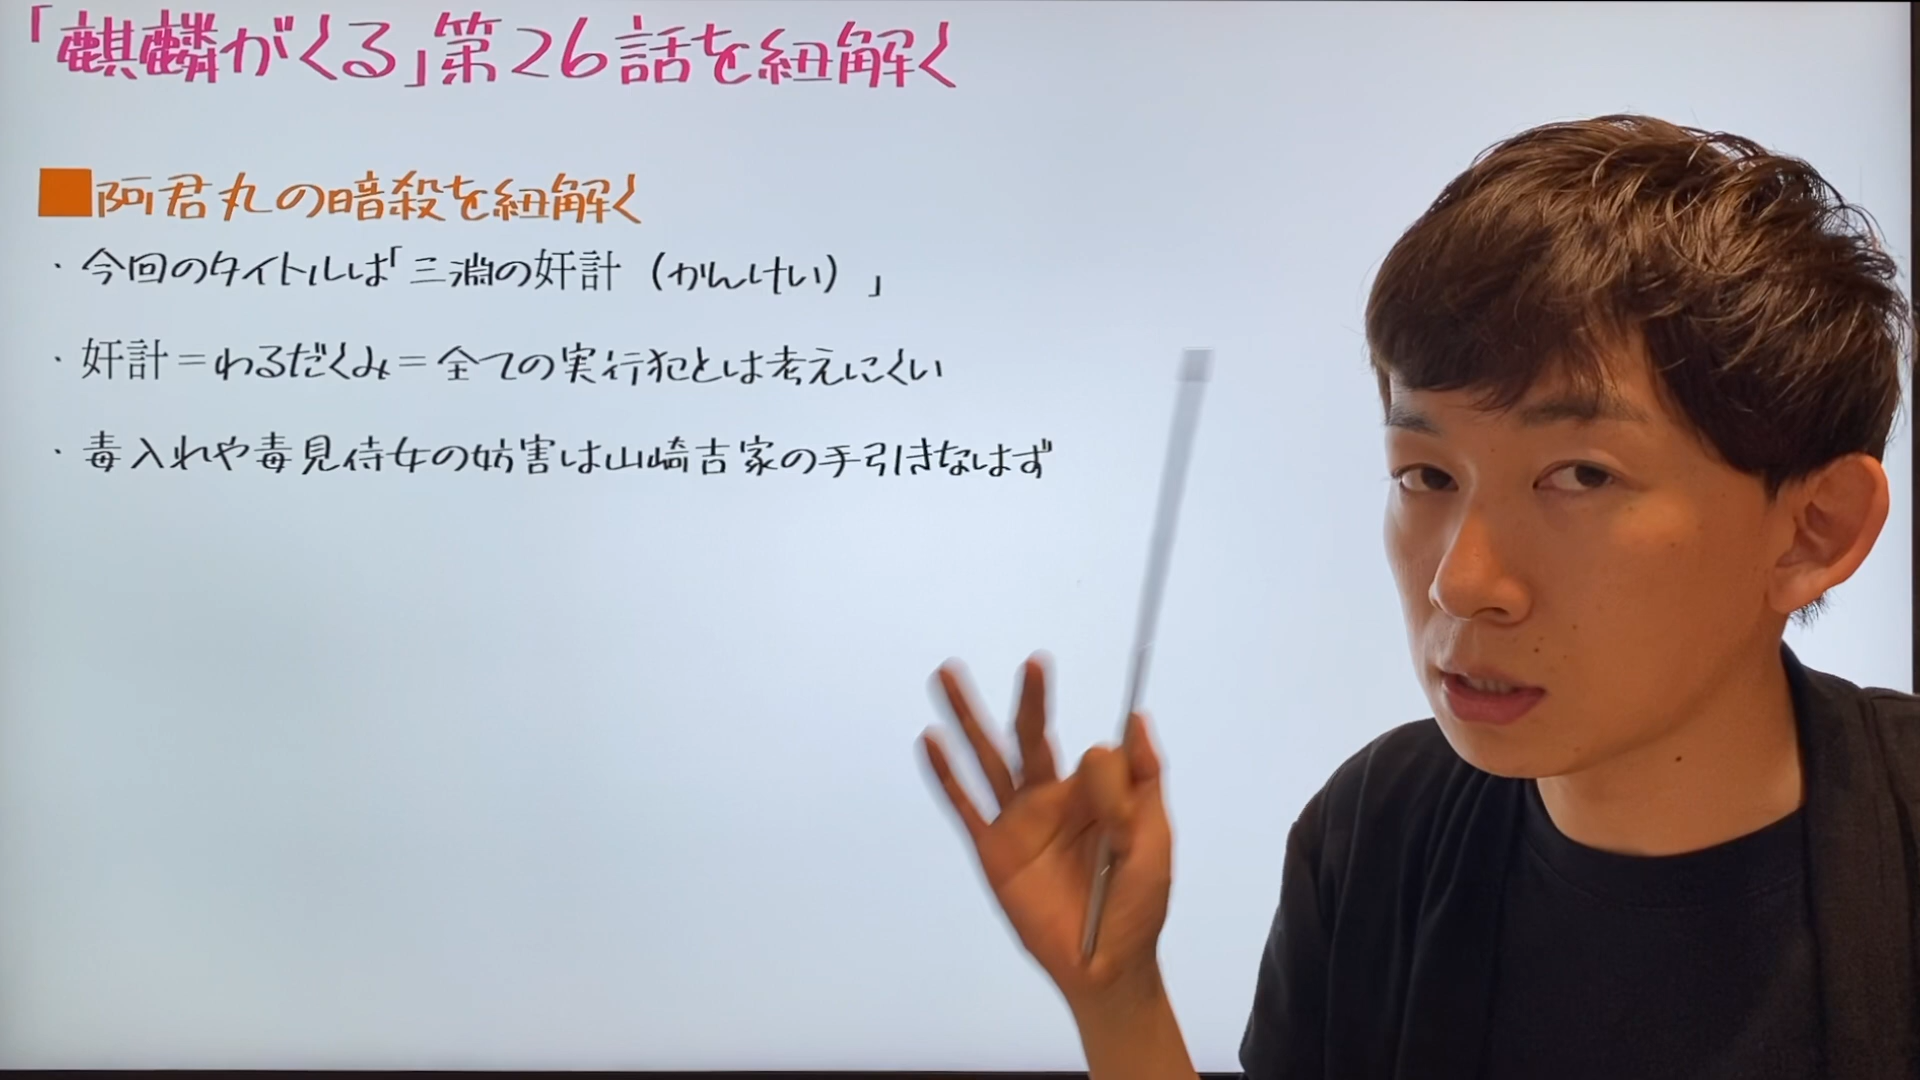 「麒麟がくる」第26話を紐解く
■阿君丸の暗殺を紐解く
・今回のタイトルは「三淵の奸計（かんけい）」
・奸計＝わるだくみ＝全ての実行犯とは考えにくい
・毒入れや毒見侍女の妨害は山崎吉家の手引きなはず